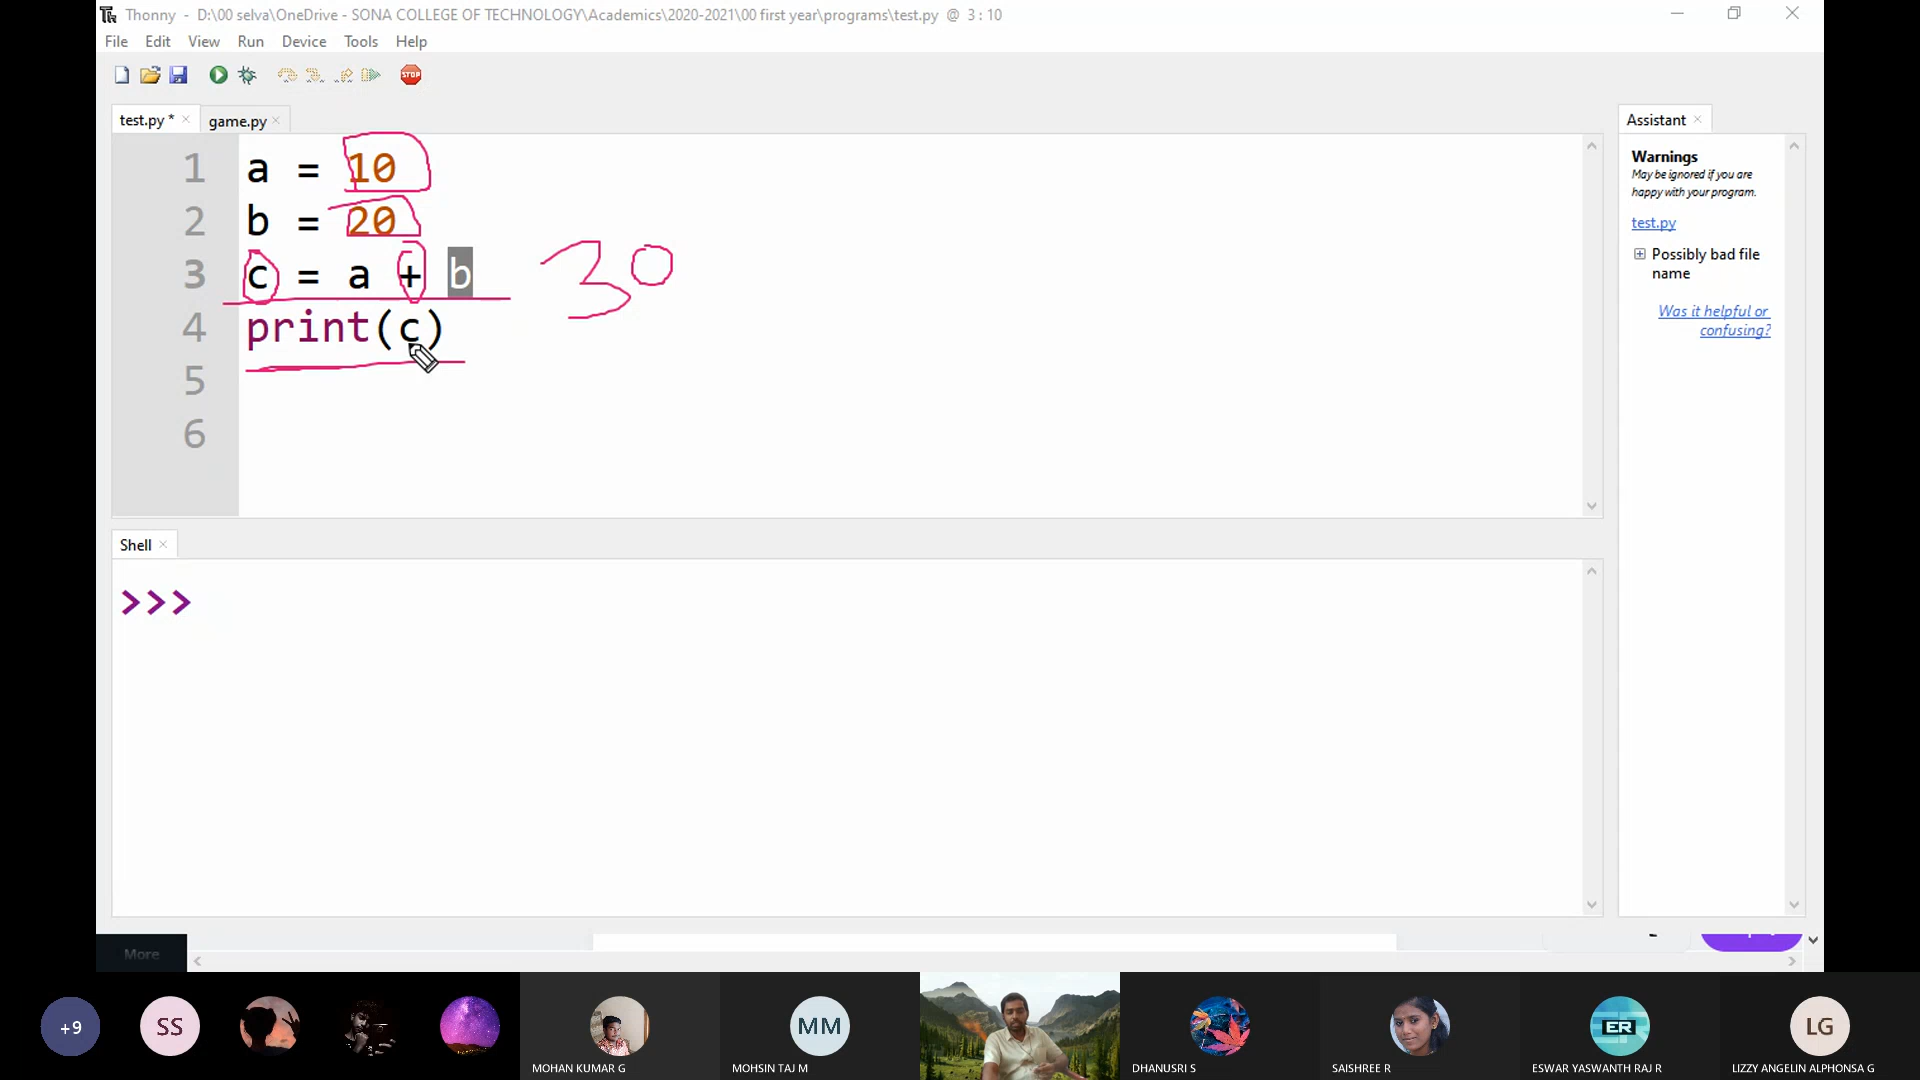 Thonny - D:\00 selva\OneDrive - SONA COLLEGE OF TECHNOLOGY\Academics\2020-2021\00 first year\programs\test.py @ 3 : 10
File Edit View Run Device Tools Help
STOP
test.py * × game.py ×
1 a = 10
2 b = 20
3 c = a + b 30
4 print(c)
5
6
Assistant ×
Warnings
May be ignored if you are
happy with your program.
test.py
Possibly bad file
name
Was it helpful or
confusing?
Shell ×
>>>
More
+9
SS
MOHAN KUMAR G
MM
MOHSIN TAJ M
DHANUSRI S
SAISHREE R
ER
ESWAR YASWANTH RAJ R
LG
LIZZY ANGELIN ALPHONSA G